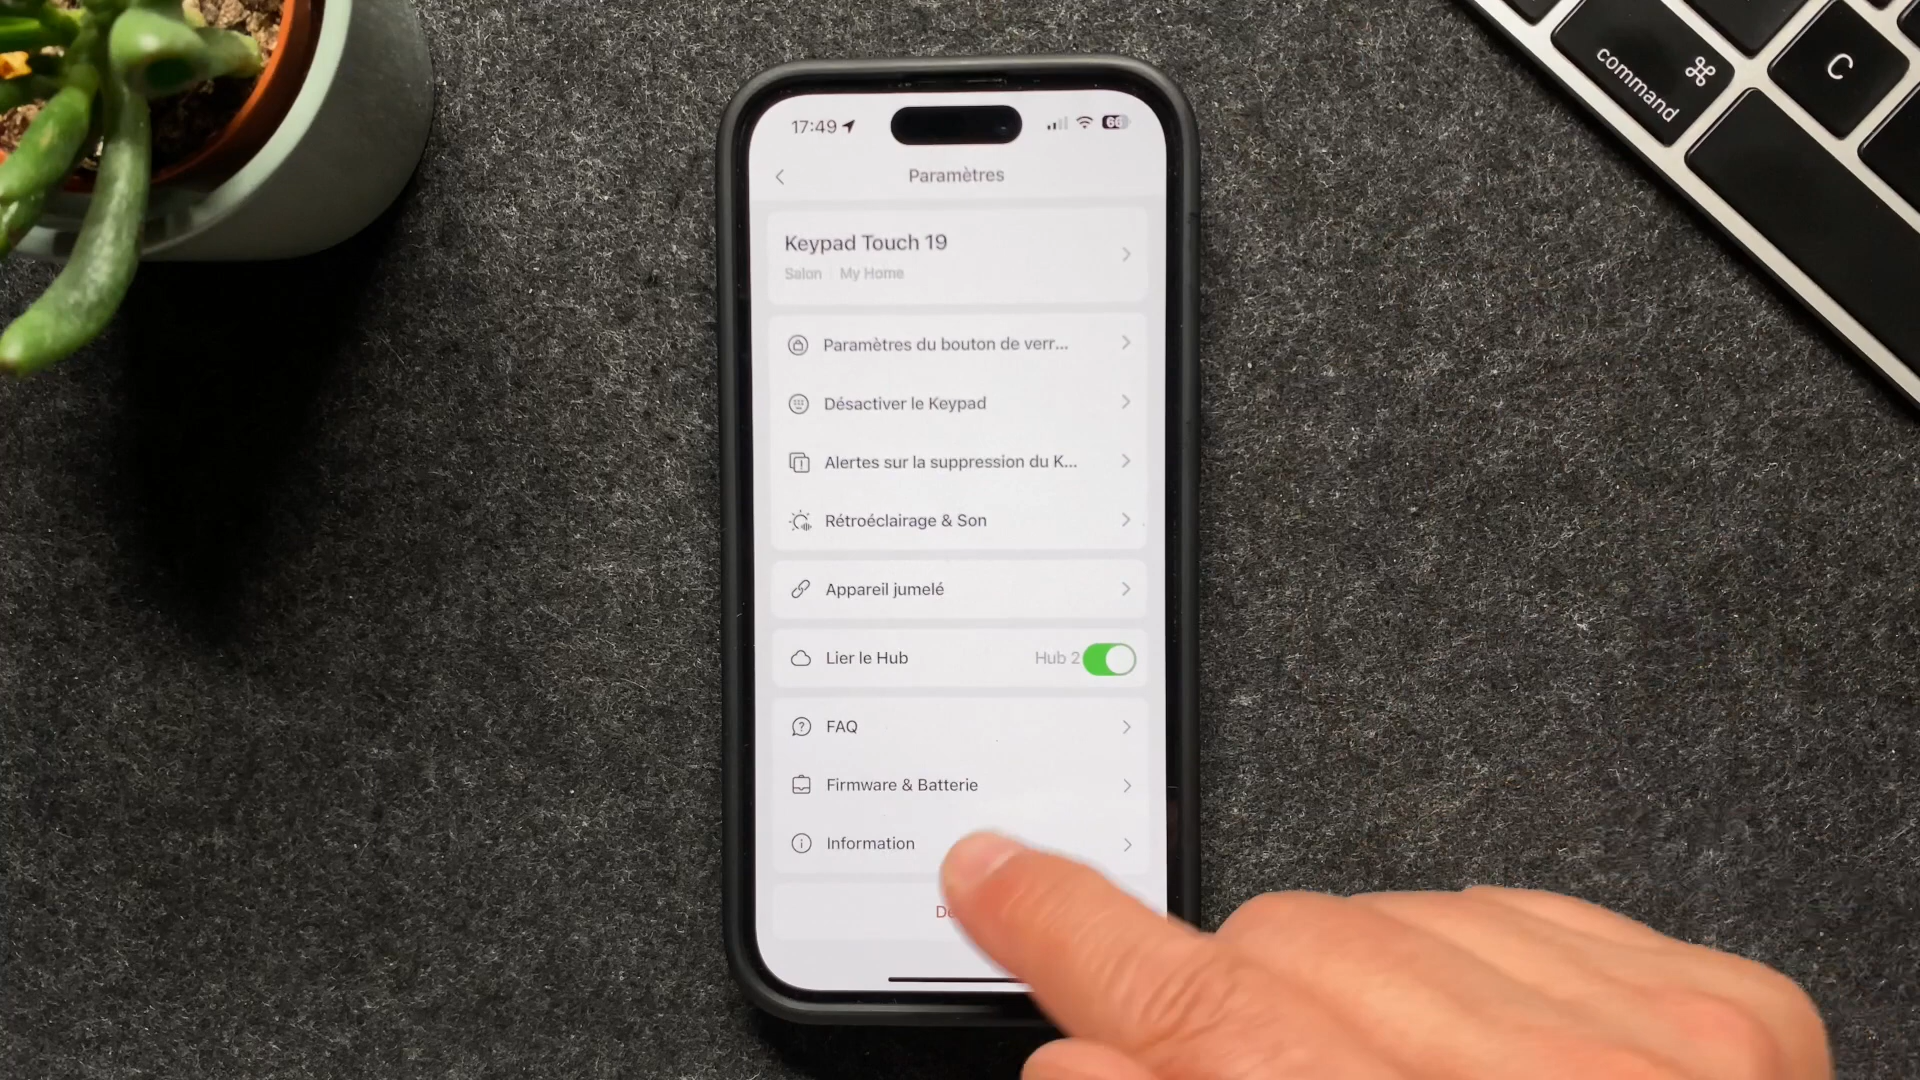 17:49
66
Paramètres
Keypad Touch 19
Salon My Home
Paramètres du bouton de verr...
Désactiver le Keypad
Alertes sur la suppression du K...
Rétroéclairage & Son
Appareil jumelé
Lier le Hub
Hub 2
FAQ
Firmware & Batterie
Information
command
⌘
C